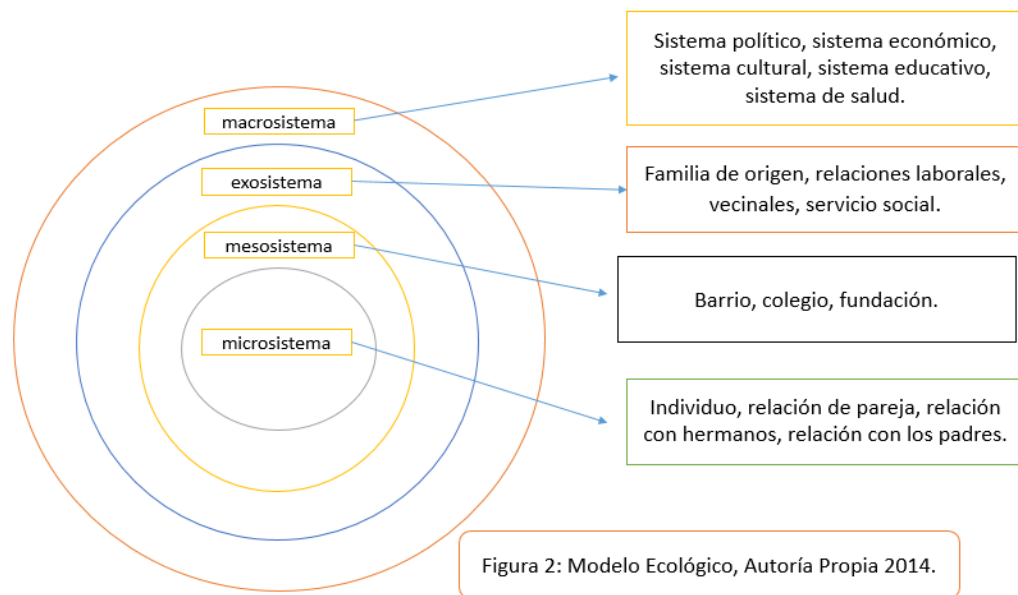 macrosistema
Sistema político, sistema económico,
sistema cultural, sistema educativo,
sistema de salud.
exosistema
Familia de origen, relaciones laborales,
vecinales, servicio social.
mesosistema
Barrio, colegio, fundación.
microsistema
Individuo, relación de pareja, relación
con hermanos, relación con los padres.
Figura 2: Modelo Ecológico, Autoría Propia 2014.